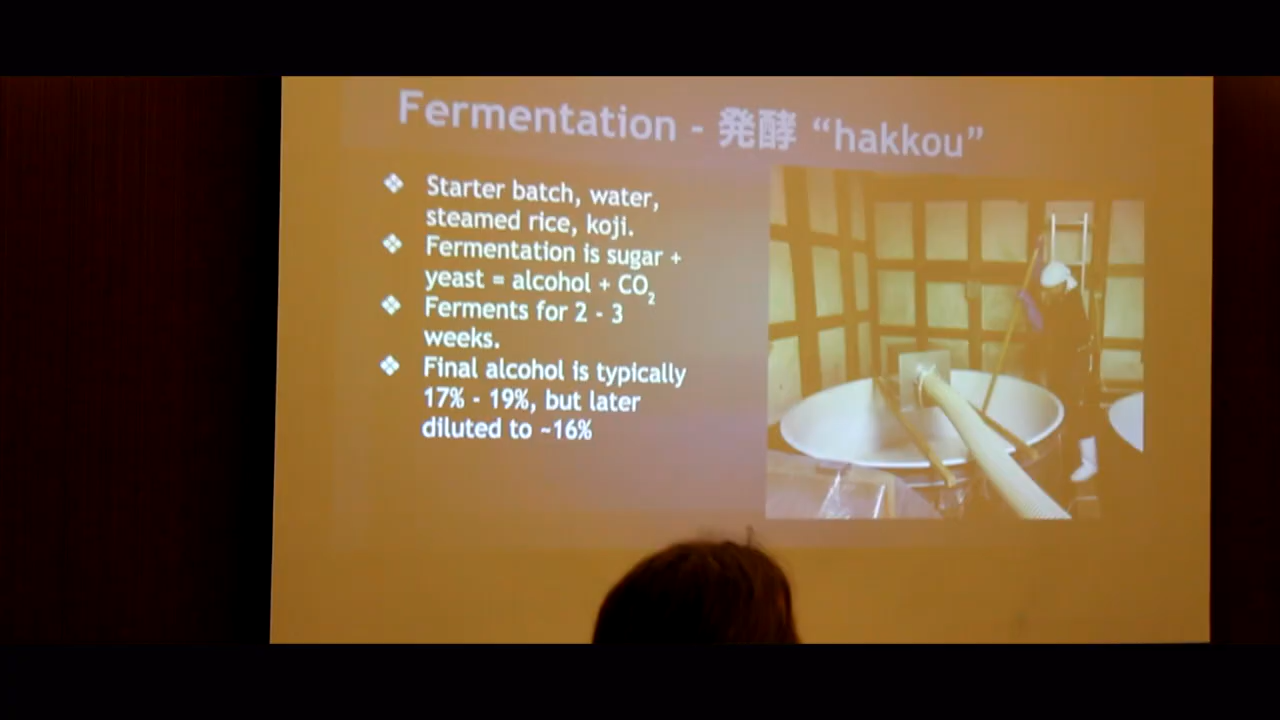 Fermentation - 発酵 “hakkou”
❖ Starter batch, water,
steamed rice, koji.
❖ Fermentation is sugar +
yeast = alcohol + CO₂
❖ Ferments for 2 - 3
weeks.
❖ Final alcohol is typically
17% - 19%, but later
diluted to ~16%